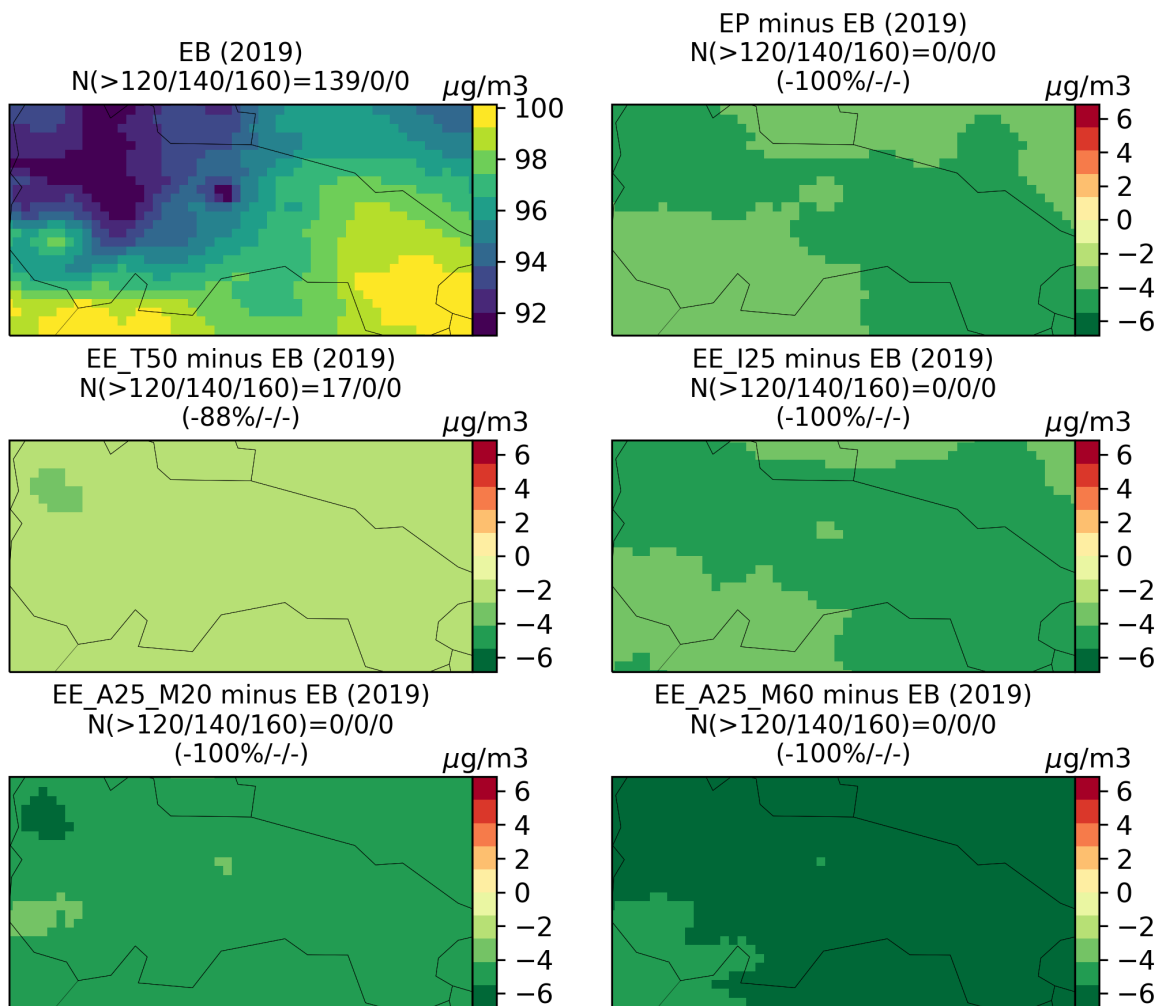 EB (2019)
N(>120/140/160)=139/0/0
μg/m3
100
98
96
94
92
EP minus EB (2019)
N(>120/140/160)=0/0/0
(-100%/-/-)
μg/m3
6
4
2
0
−2
−4
−6
EE_T50 minus EB (2019)
N(>120/140/160)=17/0/0
(-88%/-/-)
μg/m3
6
4
2
0
−2
−4
−6
EE_I25 minus EB (2019)
N(>120/140/160)=0/0/0
(-100%/-/-)
μg/m3
6
4
2
0
−2
−4
−6
EE_A25_M20 minus EB (2019)
N(>120/140/160)=0/0/0
(-100%/-/-)
μg/m3
6
4
2
0
−2
−4
−6
EE_A25_M60 minus EB (2019)
N(>120/140/160)=0/0/0
(-100%/-/-)
μg/m3
6
4
2
0
−2
−4
−6